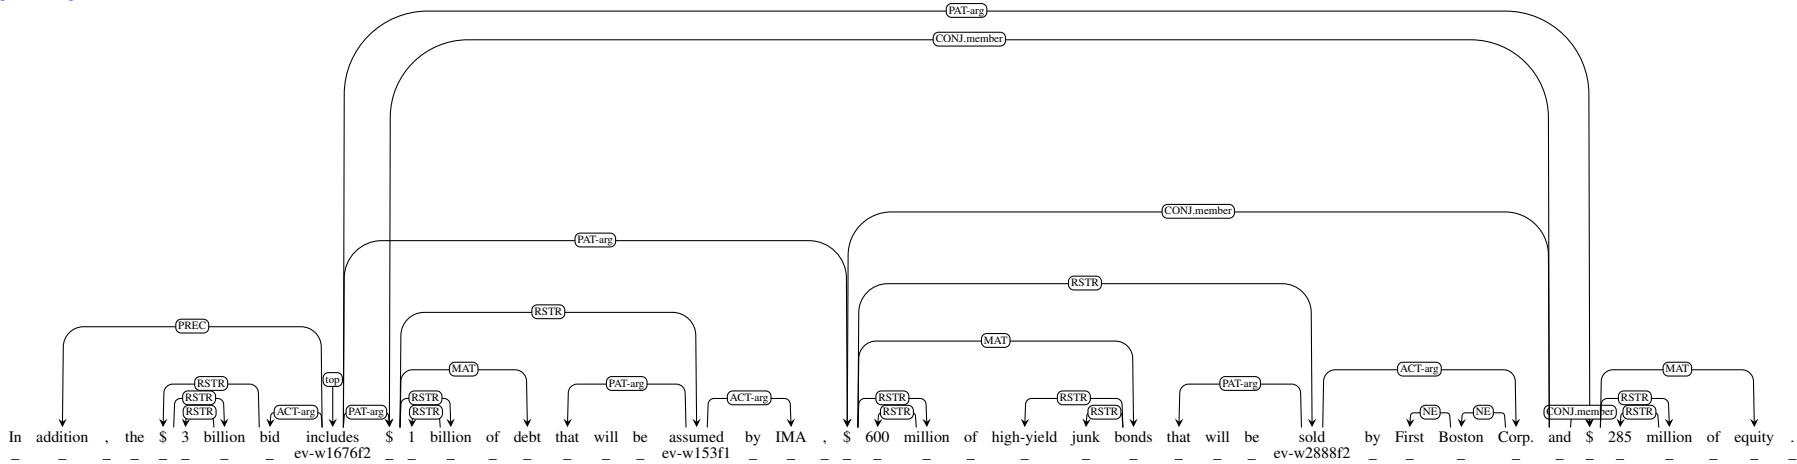 PAT-arg
CONJ.member
CONJ.member
PAT-arg
RSTR
RSTR
PREC
MAT
MAT ACT-arg MAT
top
RSTR PAT-arg PAT-arg
RSTR RSTR ACT-arg RSTR RSTR RSTR
RSTR ACT-arg PAT-arg RSTR RSTR RSTR NE NE CONJ.member RSTR
In addition , the $ 3 billion bid includes $ 1 billion of debt that will be assumed by IMA , $ 600 million of high-yield junk bonds that will be sold by First Boston Corp. and $ 285 million of equity .
_ _ _ _ _ _ _ _ ev-w1676f2 _ _ _ _ _ _ _ _ ev-w153f1 _ _ _ _ _ _ _ _ _ _ _ _ _ ev-w2888f2 _ _ _ _ _ _ _ _ _ _ _